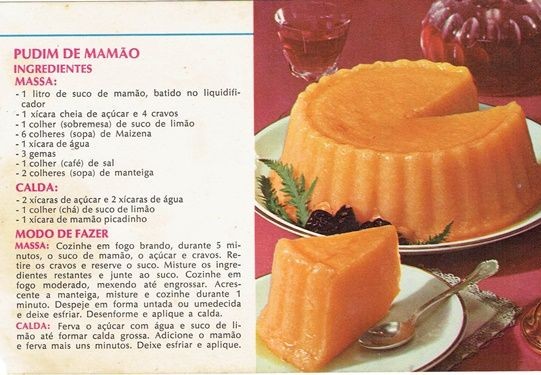 PUDIM DE MAMÃO
INGREDIENTES
MASSA:
- 1 litro de suco de mamão, batido no liquidifi-
cador
- 1 xícara cheia de açúcar e 4 cravos
- 1 colher (sobremesa) de suco de limão
- 6 colheres (sopa) de Maizena
- 1 xícara de água
- 3 gemas
- 1 colher (café) de sal
- 2 colheres (sopa) de manteiga
CALDA:
- 2 xícaras de açúcar e 2 xícaras de água
- 1 colher (chá) de suco de limão
- 1 xícara de mamão picadinho
MODO DE FAZER
MASSA: Cozinhe em fogo brando, durante 5 mi-
nutos, o suco de mamão, o açúcar e cravos. Re-
tire os cravos e reserve o suco. Misture os ingre-
dientes restantes e junte ao suco. Cozinhe em
fogo moderado, mexendo até engrossar. Acres-
cente a manteiga, misture e cozinhe durante 1
minuto. Despeje em forma untada ou umedecida
e deixe esfriar. Desenforme e aplique a calda.
CALDA: Ferva o açúcar com água e suco de li-
mão até formar calda grossa. Adicione o mamão
e ferva mais uns minutos. Deixe esfriar e aplique.